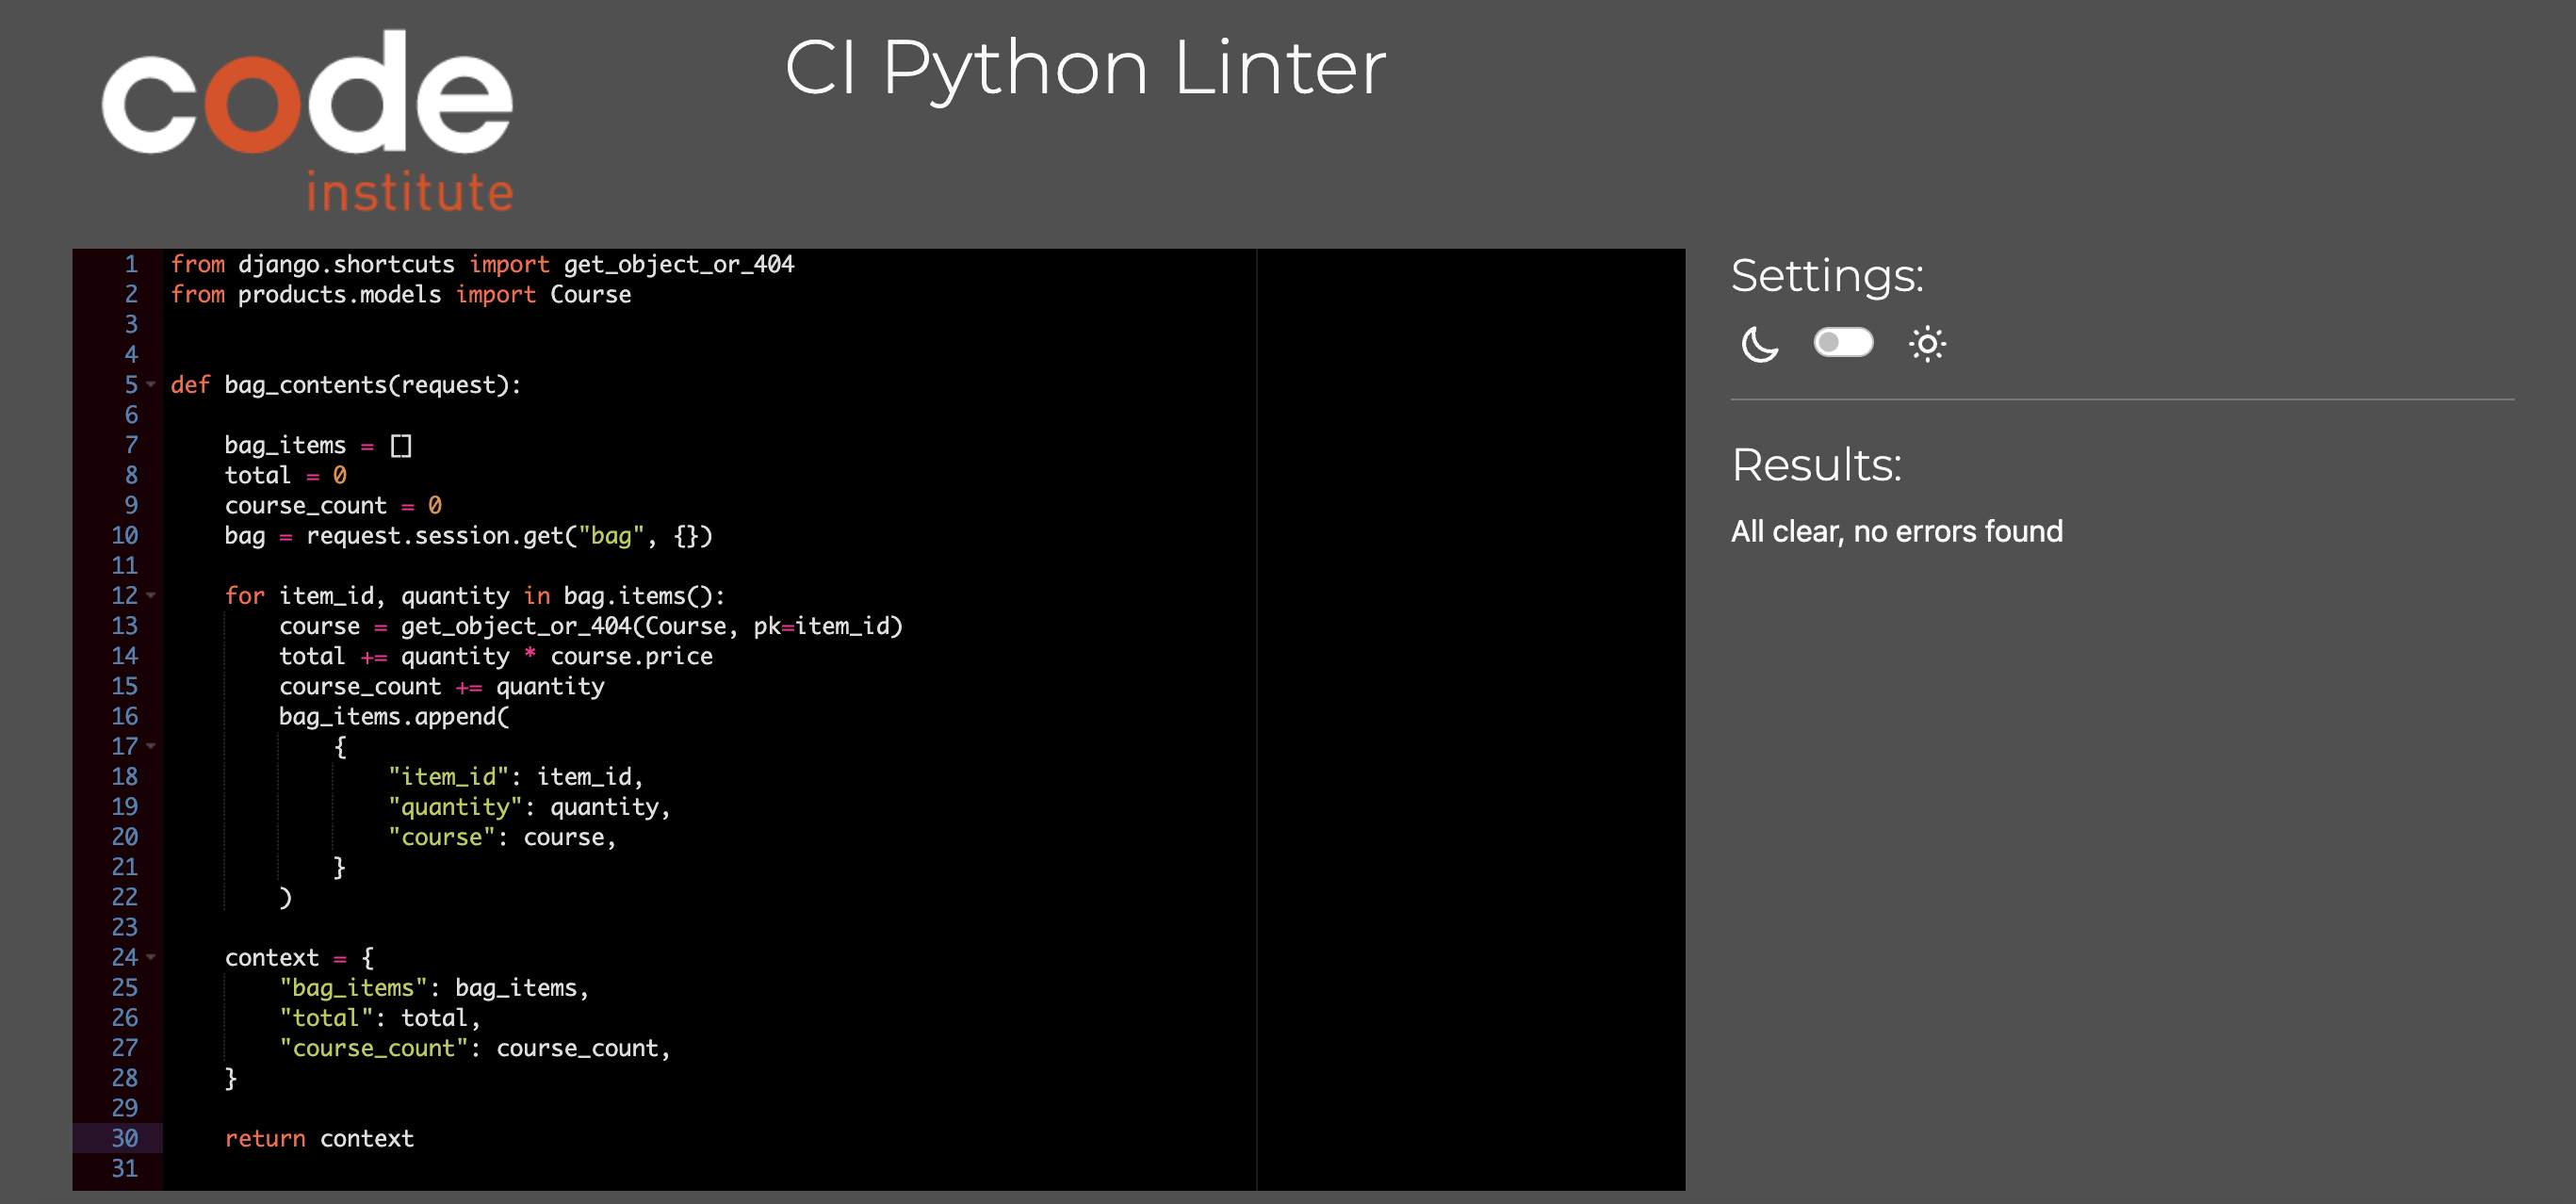 code
institute
CI Python Linter
1 from django.shortcuts import get_object_or_404
2 from products.models import Course
3
4
5 def bag_contents(request):
6
7     bag_items = []
8     total = 0
9     course_count = 0
10     bag = request.session.get("bag", {})
11
12     for item_id, quantity in bag.items():
13         course = get_object_or_404(Course, pk=item_id)
14         total += quantity * course.price
15         course_count += quantity
16         bag_items.append(
17             {
18                 "item_id": item_id,
19                 "quantity": quantity,
20                 "course": course,
21             }
22         )
23
24     context = {
25         "bag_items": bag_items,
26         "total": total,
27         "course_count": course_count,
28     }
29
30     return context
31
Settings:
Results:
All clear, no errors found